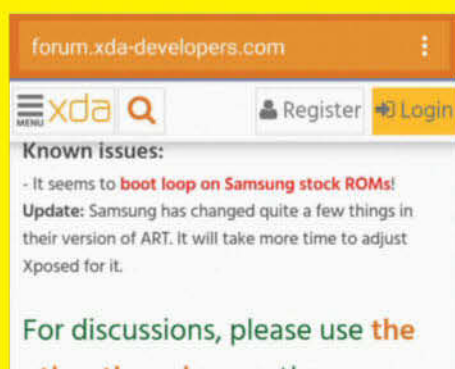 forum.xda-developers.com
MENU xda Register Login
Known issues:
- It seems to boot loop on Samsung stock ROMs!
Update: Samsung has changed quite a few things in
their version of ART. It will take more time to adjust
Xposed for it.
For discussions, please use the